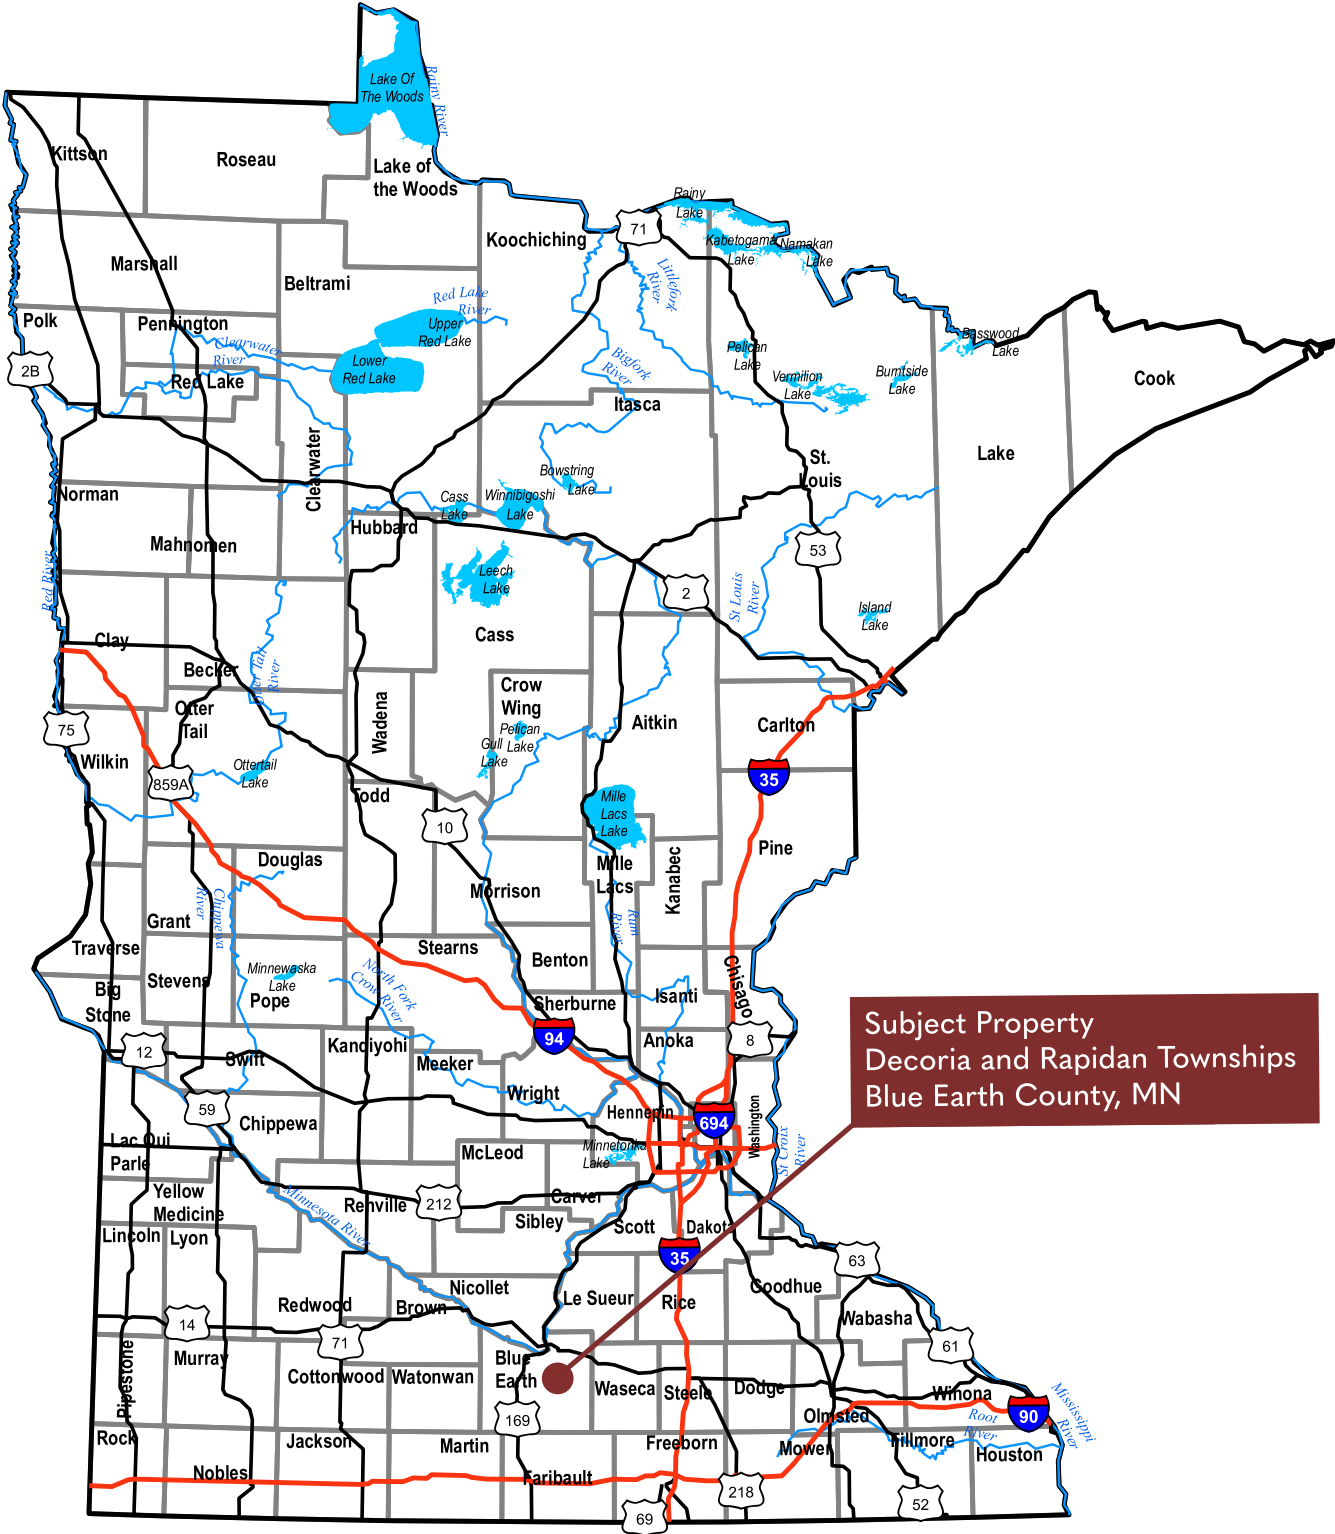 Lake Of
The Woods
Rainy River
Kittson
Roseau
Lake of
the Woods
Rainy
Lake
71
Koochiching
Kabetogama
Lake
Namakan
Lake
Marshall
Beltrami
Littlefork
River
Red Lake
River
Polk
Pennington
Upper
Red Lake
Clearwater
River
2B
Red Lake
Lower
Red Lake
Bigfork
River
Pelican
Lake
Vermilion
Lake
Burntside
Lake
Basswood
Lake
Cook
Itasca
Lake
St.
Louis
Clearwater
Norman
Bowstring
Lake
Cass
Lake
Winnibigoshi
Lake
Hubbard
Mahnomen
53
Red River
Leech
Lake
2
St Louis
River
Island
Lake
Clay
Cass
Becker
Otter Tail
River
Crow
Wing
Otter
Tail
Wadena
Aitkin
Carlton
75
Pelican
Lake
Gull
Lake
Wilkin
859A
Ottertail
Lake
35
Todd
10
Mille
Lacs
Lake
Pine
Douglas
Mille
Lacs
Kanabec
Morrison
Chippewa
River
Grant
Rum
River
Traverse
Stearns
Benton
Stevens
Minnewaska
Lake
Pope
North Fork
Crow River
Big
Stone
Sherburne
Isanti
Chisago
Subject Property
Decoria and Rapidan Townships
Blue Earth County, MN
12
Swift
Kandiyohi
94
Anoka
8
Meeker
Wright
59
Chippewa
Hennepin
694
Washington
Lac Qui
Parle
McLeod
Minnetonka
Lake
St Croix
River
Yellow
Medicine
Minnesota River
Renville
212
Carver
Sibley
Scott
Dakota
Lincoln
Lyon
35
63
Nicollet
Le Sueur
Rice
Goodhue
Redwood
Brown
Wabasha
14
71
61
Pipestone
Murray
Cottonwood
Watonwan
Blue
Earth
Waseca
Steele
Dodge
Winona
169
Olmsted
90
Mississippi
River
Root
River
Rock
Jackson
Martin
Freeborn
Mower
Fillmore
Houston
Nobles
Faribault
218
52
69